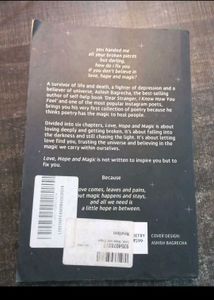 you handed me
all your broken pieces
but darling,
how do i fix you
if you don't believe in
love, hope and magic?
A survivor of life and death, a fighter of depression and a
believer of universe, Ashish Bagrecha, the best-selling
author of self-help book 'Dear Stranger, I Know How You
Feel' and one of the most popular Instagram poets,
brings you his very first collection of poetry because he
thinks poetry has the magic to heal people.
Divided into six chapters, Love, Hope and Magic is about
loving deeply and getting broken. It's about falling into
the darkness and still chasing the light. It's about letting
love find you, trusting the universe and believing in the
magic we carry within ourselves.
Love, Hope and Magic is not written to inspire you but to
fix you.
Because
love comes, leaves and pains,
but magic happens and stays,
and all we need is
a little hope in between.
COVER DESIGN:
ASHISH BAGRECHA